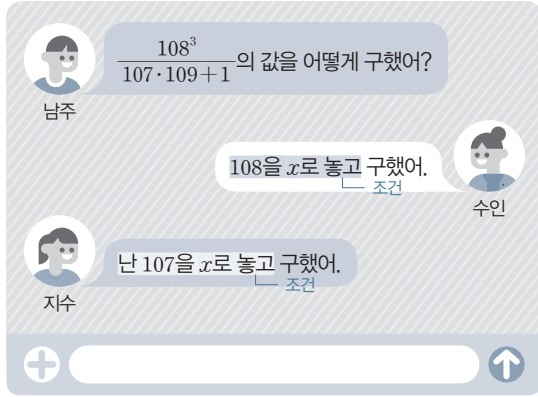 108³ / 107·109+1 의 값을 어떻게 구했어?
남주
108을 x로 놓고 구했어.
조건
수인
난 107을 x로 놓고 구했어.
조건
지수